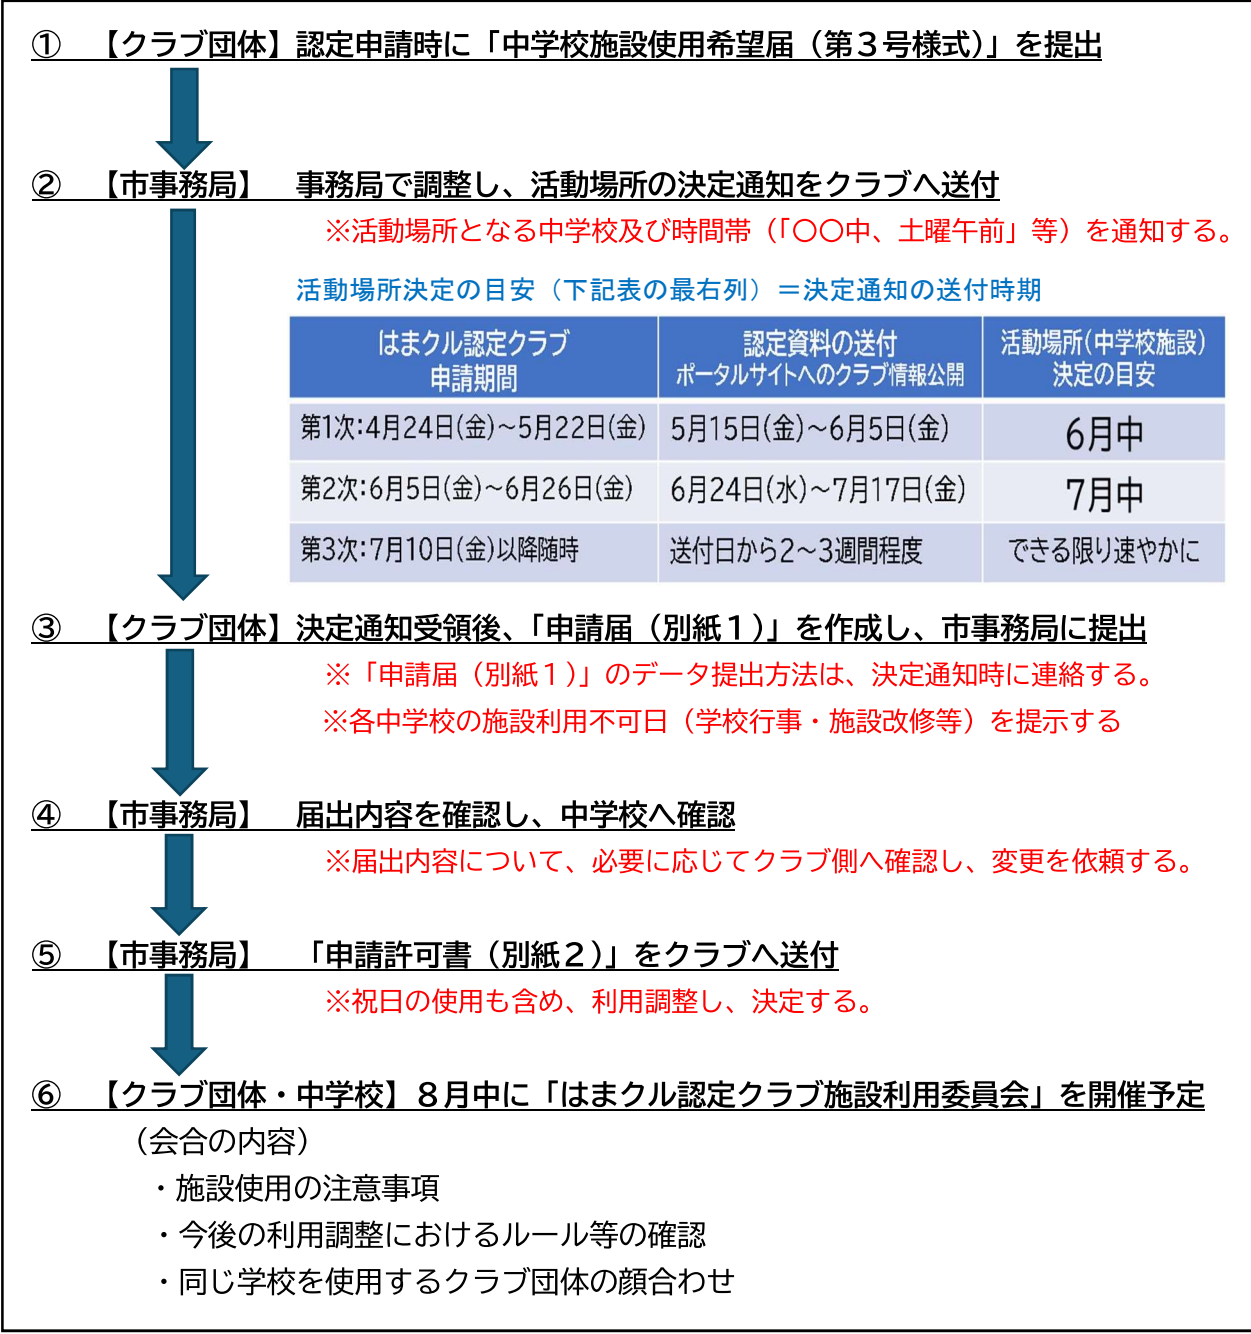 ① 【クラブ団体】認定申請時に「中学校施設使用希望届（第３号様式）」を提出
② 【市事務局】 事務局で調整し、活動場所の決定通知をクラブへ送付
※活動場所となる中学校及び時間帯（「〇〇中、土曜午前」等）を通知する。
活動場所決定の目安（下記表の最右列）＝決定通知の送付時期
はまクル認定クラブ
申請期間
認定資料の送付
ポータルサイトへのクラブ情報公開
活動場所(中学校施設)
決定の目安
第1次:4月24日(金)～5月22日(金) 5月15日(金)～6月5日(金) 6月中
第2次:6月5日(金)～6月26日(金) 6月24日(水)～7月17日(金) 7月中
第3次:7月10日(金)以降随時 送付日から2～3週間程度 できる限り速やかに
③ 【クラブ団体】決定通知受領後、「申請届（別紙１）」を作成し、市事務局に提出
※「申請届（別紙１）」のデータ提出方法は、決定通知時に連絡する。
※各中学校の施設利用不可日（学校行事・施設改修等）を提示する
④ 【市事務局】 届出内容を確認し、中学校へ確認
※届出内容について、必要に応じてクラブ側へ確認し、変更を依頼する。
⑤ 【市事務局】 「申請許可書（別紙２）」をクラブへ送付
※祝日の使用も含め、利用調整し、決定する。
⑥ 【クラブ団体・中学校】８月中に「はまクル認定クラブ施設利用委員会」を開催予定
（会合の内容）
・施設使用の注意事項
・今後の利用調整におけるルール等の確認
・同じ学校を使用するクラブ団体の顔合わせ